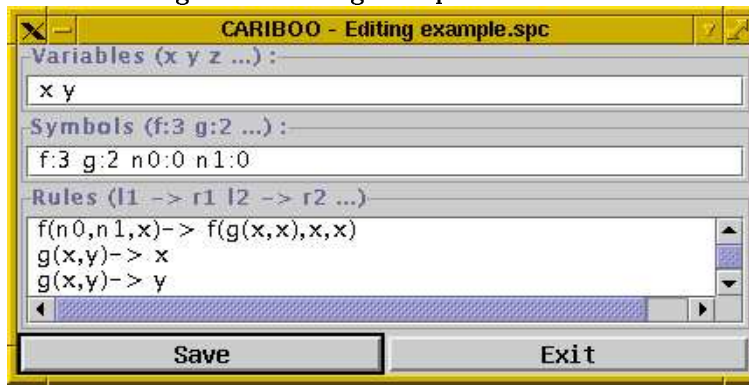 CARIBOO - Editing example.spc
Variables (x y z ...) :
x y
Symbols (f:3 g:2 ...) :
f:3 g:2 n0:0 n1:0
Rules (l1 -> r1 l2 -> r2 ...)
f(n0,n1,x)-> f(g(x,x),x,x)
g(x,y)-> x
g(x,y)-> y
Save Exit